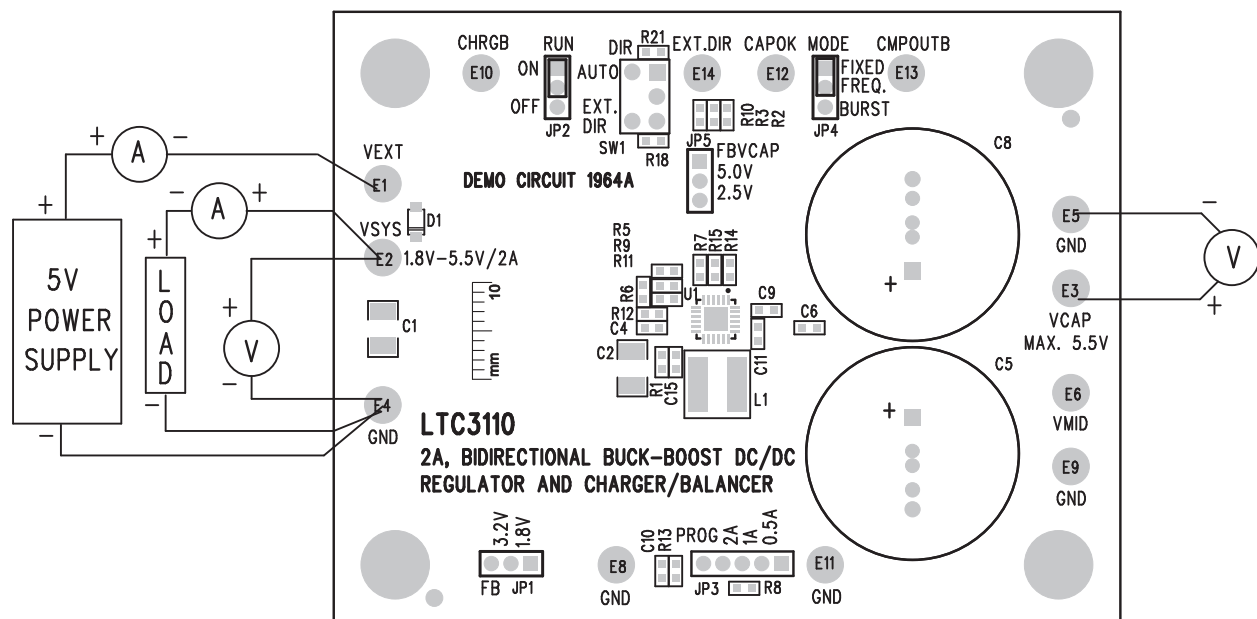 CHRGB
RUN
R21
DIR
EXT.DIR
CAPOK
MODE
CMPOUTB
E10
ON
AUTO
E14
E12
FIXED
FREQ.
E13
OFF
EXT.
DIR
BURST
JP2
SW1
R18
R10
R3
R2
JP4
JP5
FBVCAP
5.0V
2.5V
C8
+
A
-
VEXT
E1
DEMO CIRCUIT 1964A
-
A
+
VSYS
D1
E2
1.8V-5.5V/2A
+
5V
POWER
SUPPLY
-
+
LOAD
-
+
V
-
C1
10
mm
E4
GND
R5
R9
R11
R7
R15
R14
R6
U1
R12
C4
C9
C6
C11
C2
R1
C15
L1
+
-
E5
GND
V
E3
+
VCAP
MAX. 5.5V
C5
+
E6
VMID
E9
GND
LTC3110
2A, BIDIRECTIONAL BUCK-BOOST DC/DC
REGULATOR AND CHARGER/BALANCER
3.2V
1.8V
FB
JP1
E8
GND
C10
R13
PROG
2A
1A
0.5A
JP3
R8
E11
GND